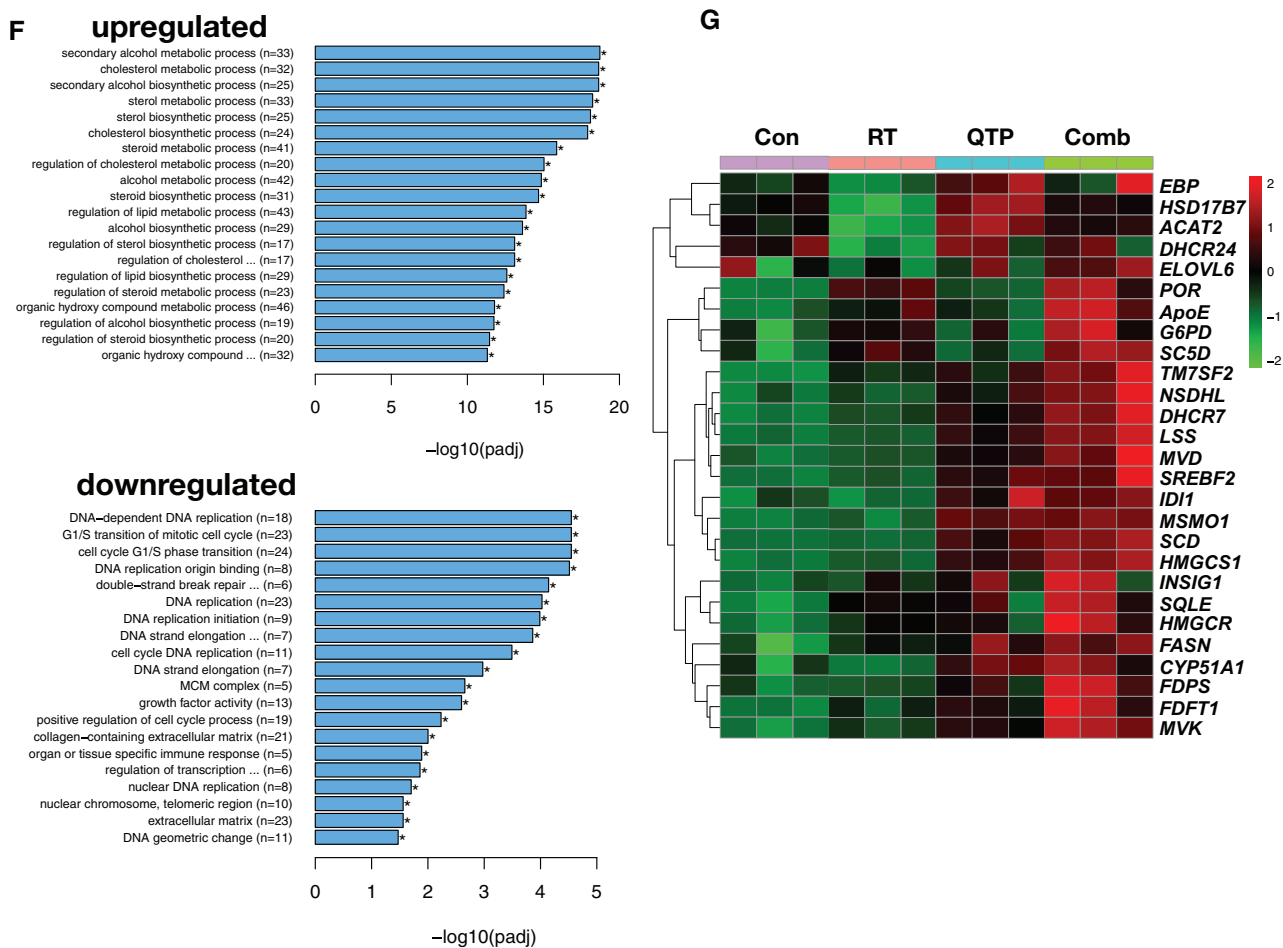 F
upregulated
secondary alcohol metabolic process (n=33)
cholesterol metabolic process (n=32)
secondary alcohol biosynthetic process (n=25)
sterol metabolic process (n=33)
sterol biosynthetic process (n=25)
cholesterol biosynthetic process (n=24)
steroid metabolic process (n=41)
regulation of cholesterol metabolic process (n=20)
alcohol metabolic process (n=42)
steroid biosynthetic process (n=31)
regulation of lipid metabolic process (n=43)
alcohol biosynthetic process (n=29)
regulation of sterol biosynthetic process (n=17)
regulation of cholesterol ... (n=17)
regulation of lipid biosynthetic process (n=29)
regulation of steroid metabolic process (n=23)
organic hydroxy compound metabolic process (n=46)
regulation of alcohol biosynthetic process (n=19)
regulation of steroid biosynthetic process (n=20)
organic hydroxy compound ... (n=32)
* * * * * * * * * * * * * * * * * * * *
0 5 10 15 20
−log10(padj)
downregulated
DNA−dependent DNA replication (n=18)
G1/S transition of mitotic cell cycle (n=23)
cell cycle G1/S phase transition (n=24)
DNA replication origin binding (n=8)
double−strand break repair ... (n=6)
DNA replication (n=23)
DNA replication initiation (n=9)
DNA strand elongation ... (n=7)
cell cycle DNA replication (n=11)
DNA strand elongation (n=7)
MCM complex (n=5)
growth factor activity (n=13)
positive regulation of cell cycle process (n=19)
collagen−containing extracellular matrix (n=21)
organ or tissue specific immune response (n=5)
regulation of transcription ... (n=6)
nuclear DNA replication (n=8)
nuclear chromosome, telomeric region (n=10)
extracellular matrix (n=23)
DNA geometric change (n=11)
* * * * * * * * * * * * * * * * * * * *
0 1 2 3 4 5
−log10(padj)
G
Con RT QTP Comb
EBP
HSD17B7
ACAT2
DHCR24
ELOVL6
POR
ApoE
G6PD
SC5D
TM7SF2
NSDHL
DHCR7
LSS
MVD
SREBF2
IDI1
MSMO1
SCD
HMGCS1
INSIG1
SQLE
HMGCR
FASN
CYP51A1
FDPS
FDFT1
MVK
2
1
0
−1
−2